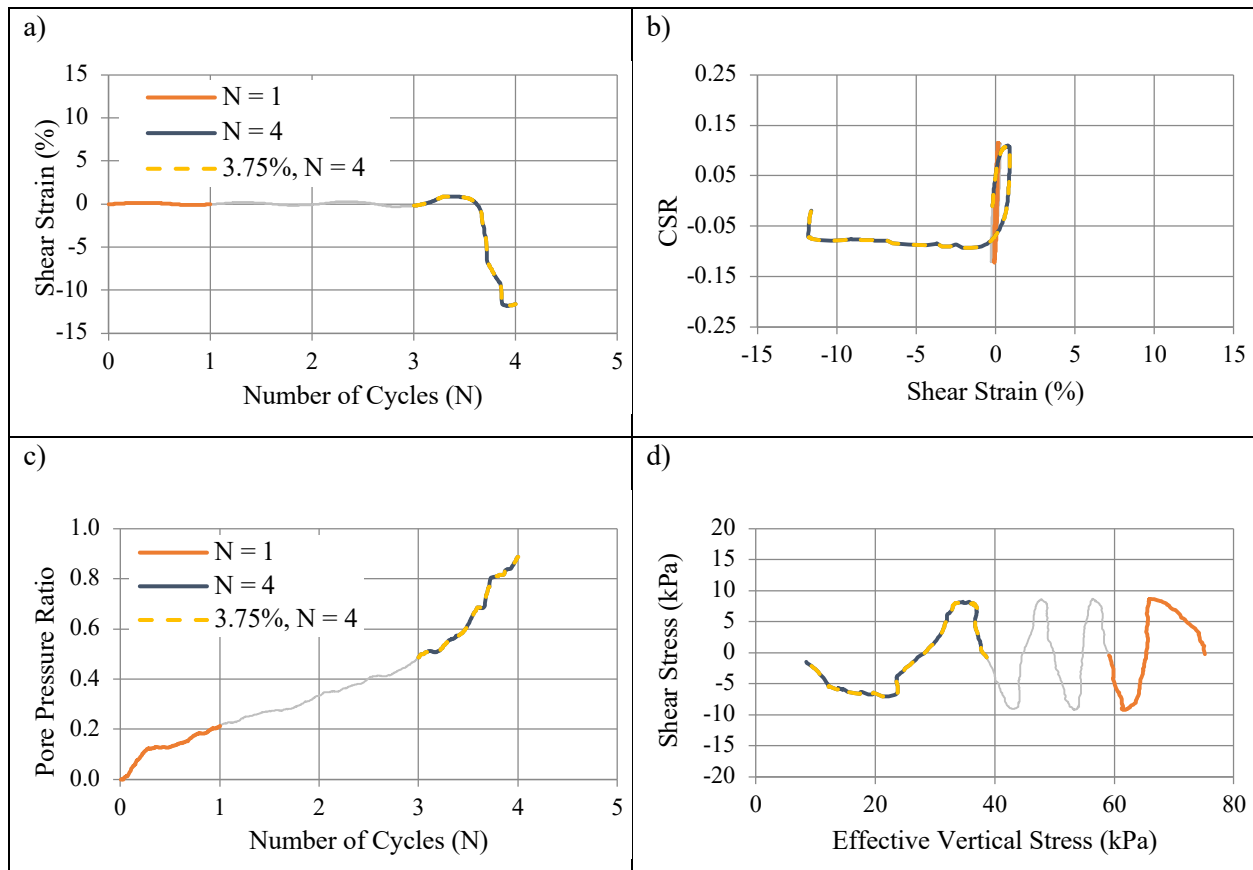 a)
15
10
5
0
-5
-10
-15
Shear Strain (%)
N = 1
N = 4
3.75%, N = 4
0 1 2 3 4 5
Number of Cycles (N)
b)
0.25
0.15
0.05
-0.05
-0.15
-0.25
CSR
-15 -10 -5 0 5 10 15
Shear Strain (%)
c)
1.0
0.8
0.6
0.4
0.2
0.0
Pore Pressure Ratio
N = 1
N = 4
3.75%, N = 4
0 1 2 3 4 5
Number of Cycles (N)
d)
20
15
10
5
0
-5
-10
-15
-20
Shear Stress (kPa)
0 20 40 60 80
Effective Vertical Stress (kPa)